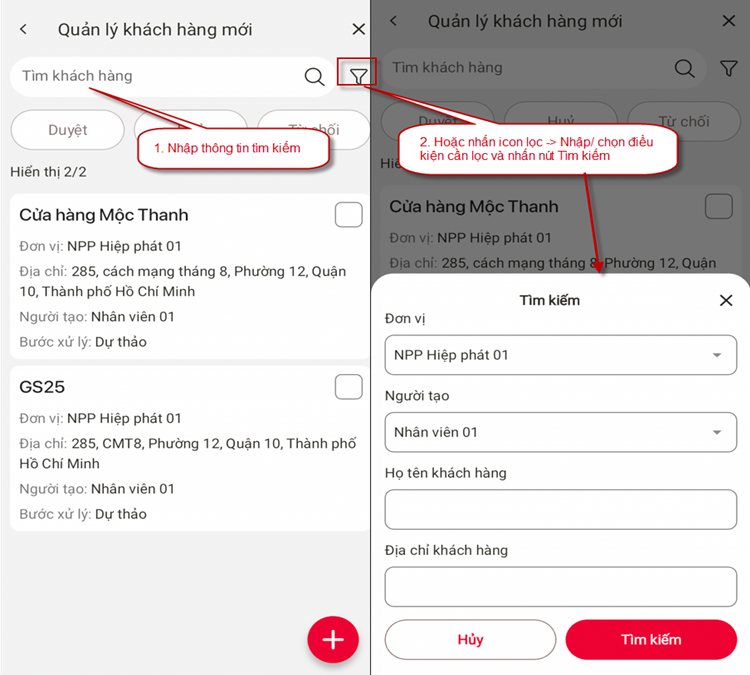 Quản lý khách hàng mới
Tìm khách hàng
Duyệt
Từ chối
1. Nhập thông tin tìm kiếm
Hiển thị 2/2
Cửa hàng Mộc Thanh
Đơn vị: NPP Hiệp phát 01
Địa chỉ: 285, cách mạng tháng 8, Phường 12, Quận
10, Thành phố Hồ Chí Minh
Người tạo: Nhân viên 01
Bước xử lý: Dự thảo
GS25
Đơn vị: NPP Hiệp phát 01
Địa chỉ: 285, CMT8, Phường 12, Quận 10, Thành phố
Hồ Chí Minh
Người tạo: Nhân viên 01
Bước xử lý: Dự thảo
Quản lý khách hàng mới
Tìm khách hàng
Duyệt
Huỷ
Từ chối
2. Hoặc nhấn icon lọc -> Nhập/ chọn điều
kiện cần lọc và nhấn nút Tìm kiếm
Cửa hàng Mộc Thanh
Đơn vị: NPP Hiệp phát 01
Địa chỉ: 285, cách mạng tháng 8, Phường 12, Quận
Tìm kiếm
Đơn vị
NPP Hiệp phát 01
Người tạo
Nhân viên 01
Họ tên khách hàng
Địa chỉ khách hàng
Hủy
Tìm kiếm